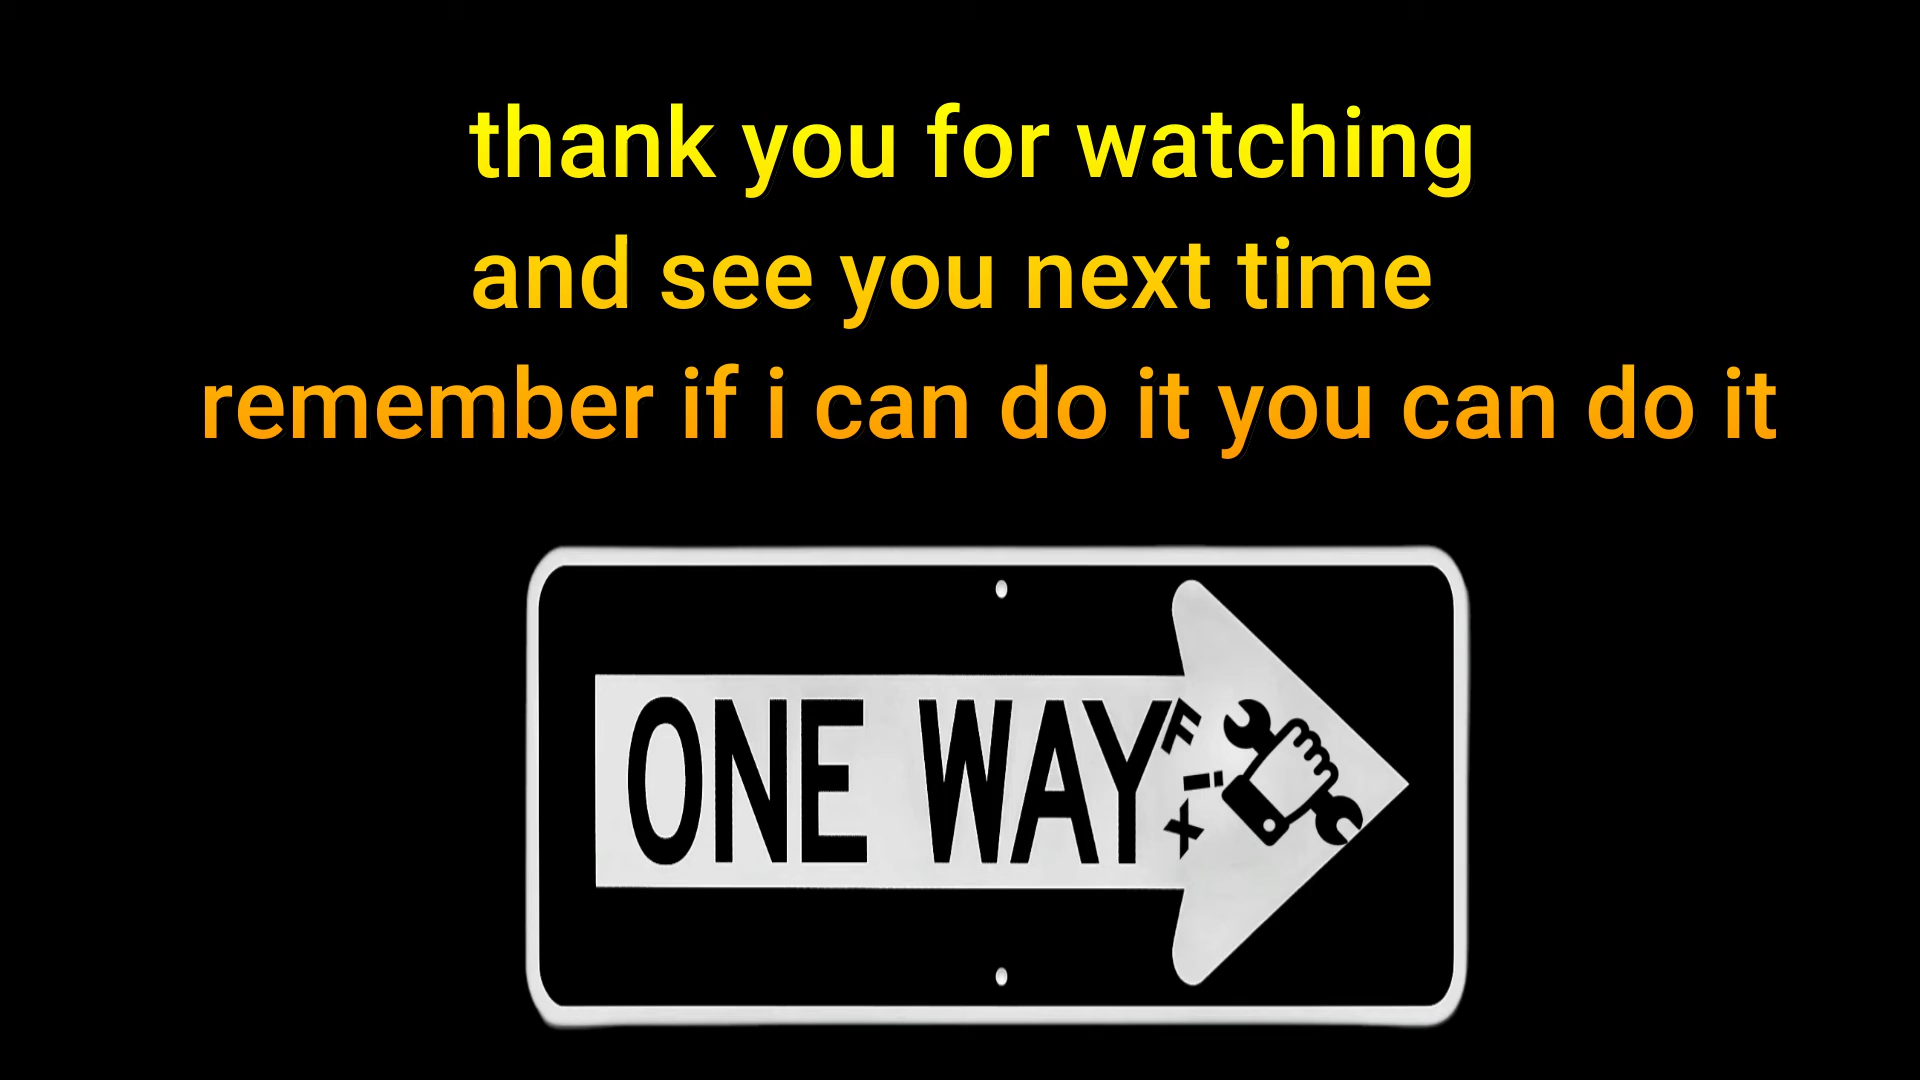 thank you for watching
and see you next time
remember if i can do it you can do it
ONE WAY
Fix